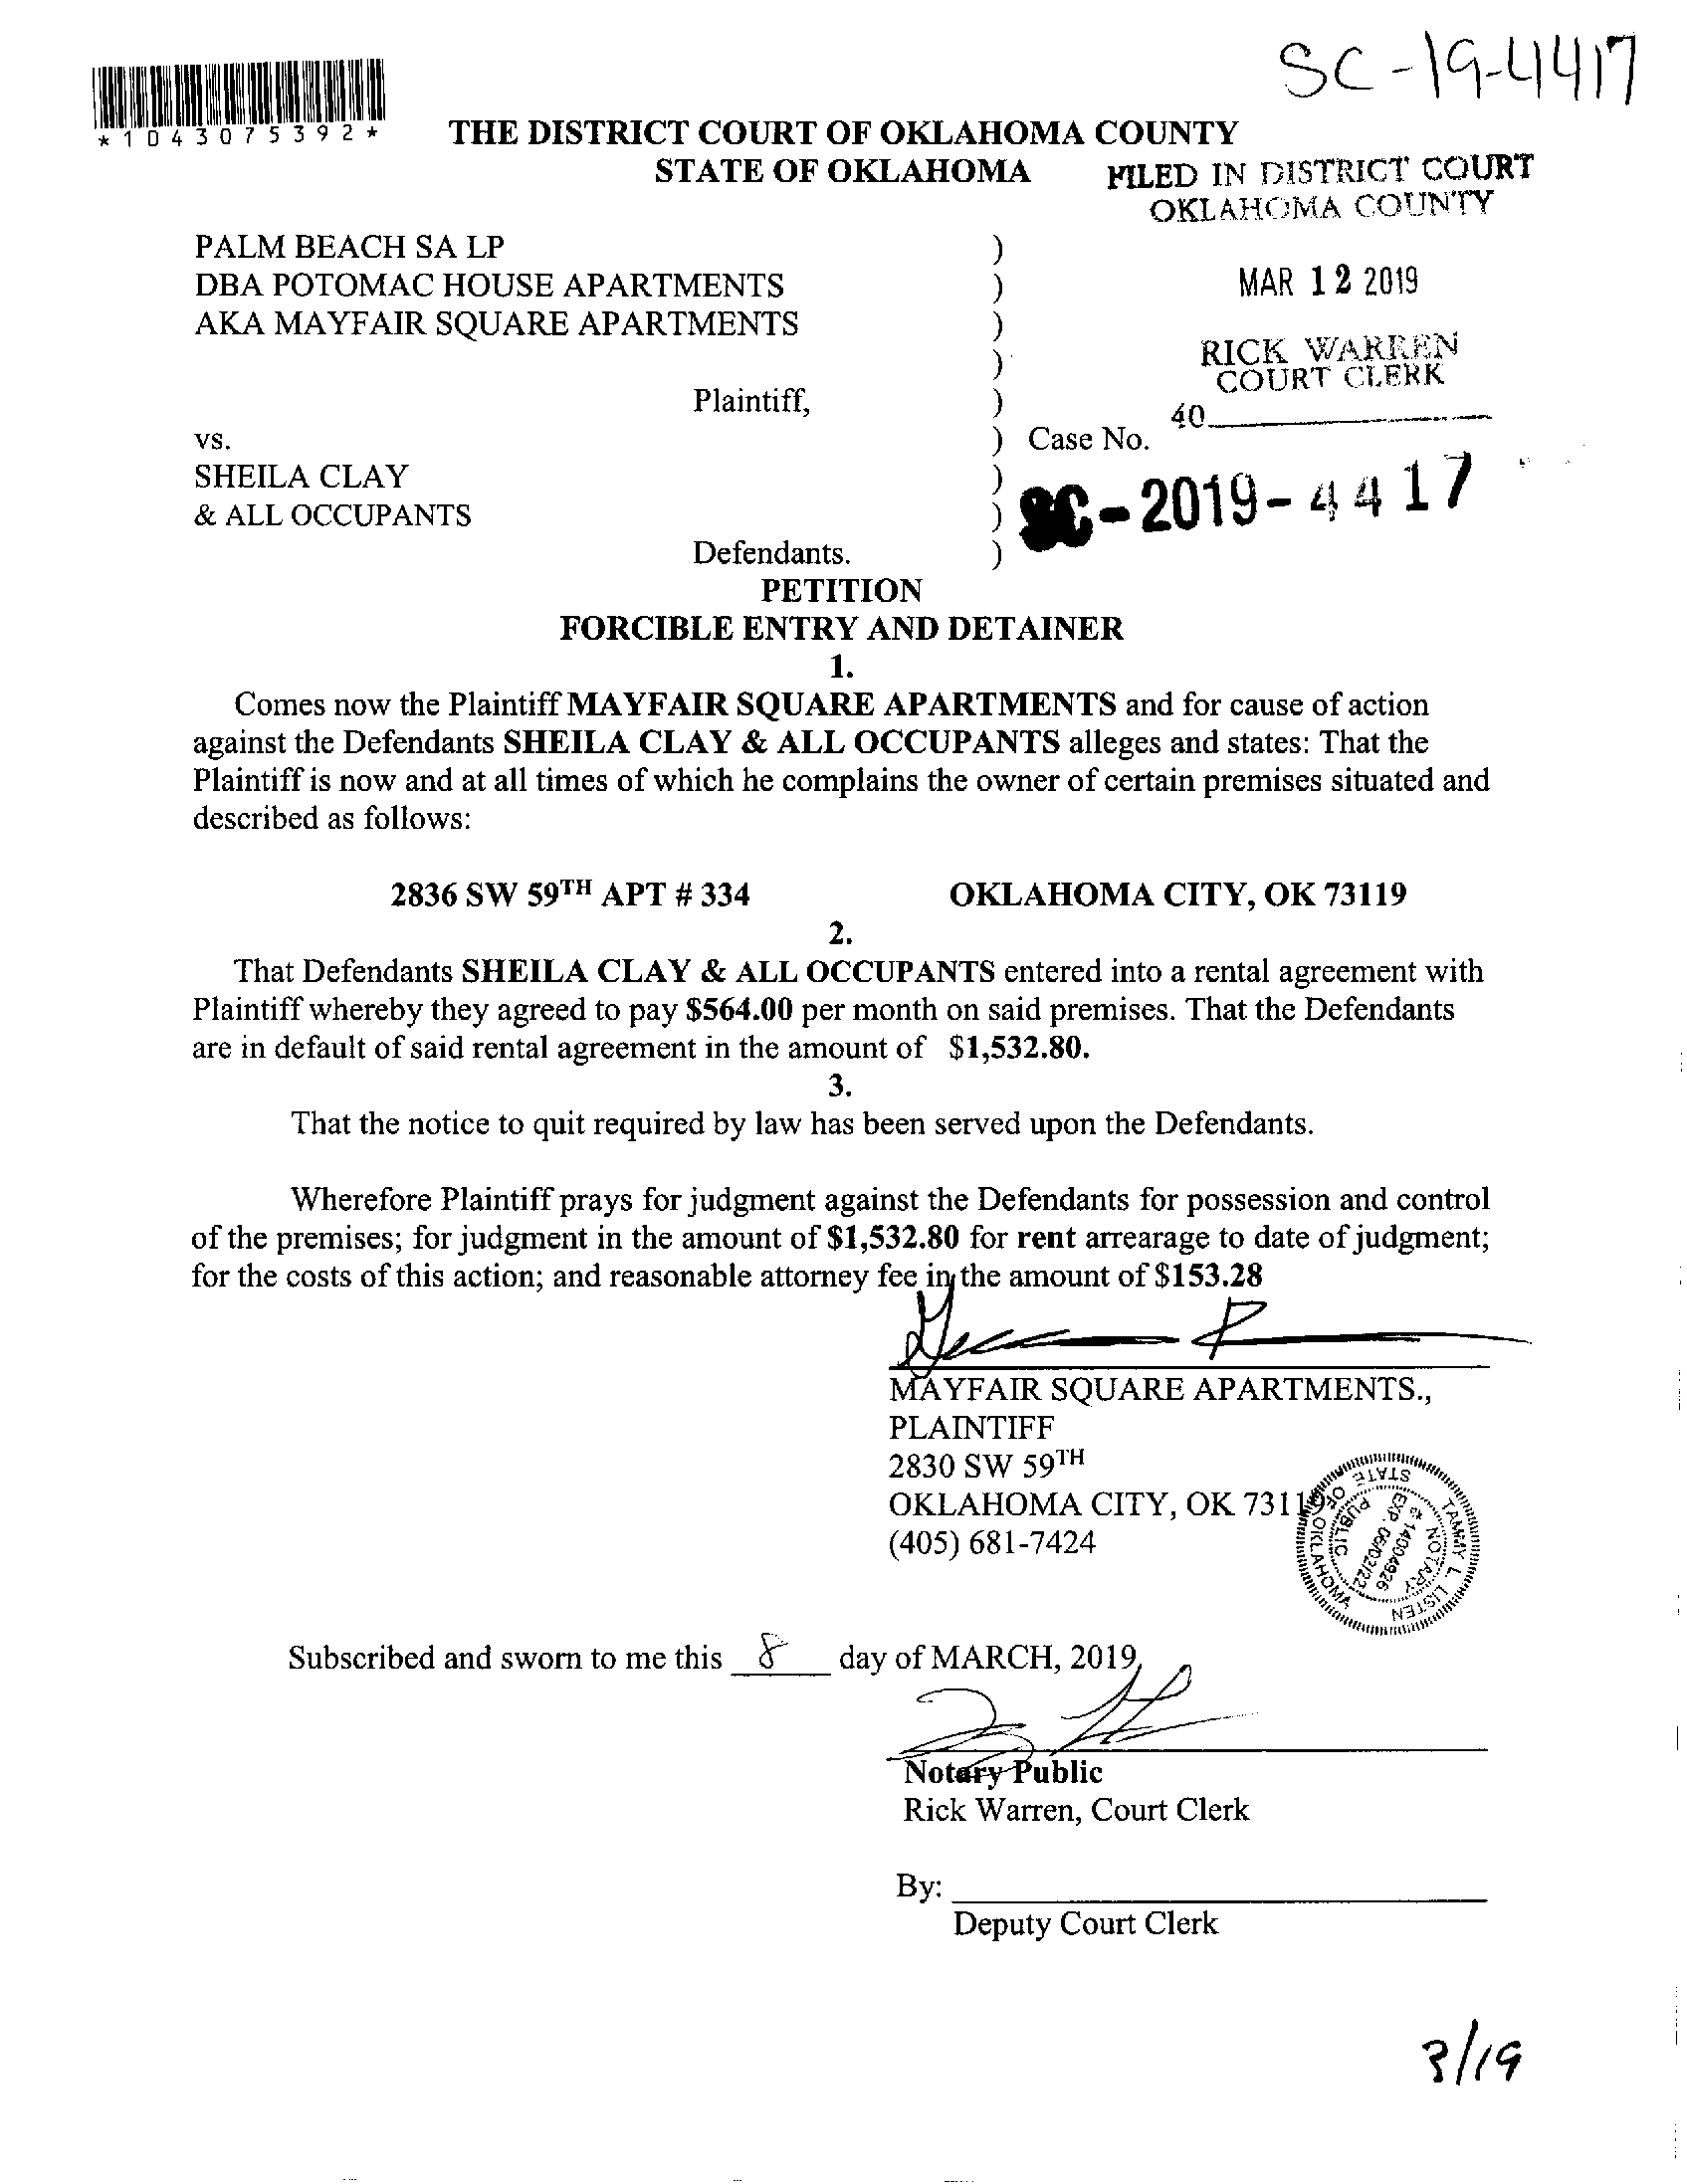 SC-19-4417
*1043075392*
THE DISTRICT COURT OF OKLAHOMA COUNTY
STATE OF OKLAHOMA
FILED IN DISTRICT COURT
OKLAHOMA COUNTY
PALM BEACH SA LP )
DBA POTOMAC HOUSE APARTMENTS )
AKA MAYFAIR SQUARE APARTMENTS )
)
MAR 12 2019
RICK WARREN
COURT CLERK
40
Plaintiff, )
vs. ) Case No.
SHEILA CLAY )
& ALL OCCUPANTS )
SC-2019-4417
Defendants. )
PETITION
FORCIBLE ENTRY AND DETAINER
1.
Comes now the Plaintiff MAYFAIR SQUARE APARTMENTS and for cause of action
against the Defendants SHEILA CLAY & ALL OCCUPANTS alleges and states: That the
Plaintiff is now and at all times of which he complains the owner of certain premises situated and
described as follows:
2836 SW 59TH APT # 334 OKLAHOMA CITY, OK 73119
2.
That Defendants SHEILA CLAY & ALL OCCUPANTS entered into a rental agreement with
Plaintiff whereby they agreed to pay $564.00 per month on said premises. That the Defendants
are in default of said rental agreement in the amount of $1,532.80.
3.
That the notice to quit required by law has been served upon the Defendants.
Wherefore Plaintiff prays for judgment against the Defendants for possession and control
of the premises; for judgment in the amount of $1,532.80 for rent arrearage to date of judgment;
for the costs of this action; and reasonable attorney fee in the amount of $153.28
MAYFAIR SQUARE APARTMENTS.,
PLAINTIFF
2830 SW 59TH
OKLAHOMA CITY, OK 73119
(405) 681-7424
TAMMY L. LISTEN
NOTARY PUBLIC
# 14004926
EXP. 06/02/22
STATE OF OKLAHOMA
Subscribed and sworn to me this 8 day of MARCH, 2019,
Notary Public
Rick Warren, Court Clerk
By:
Deputy Court Clerk
3/19